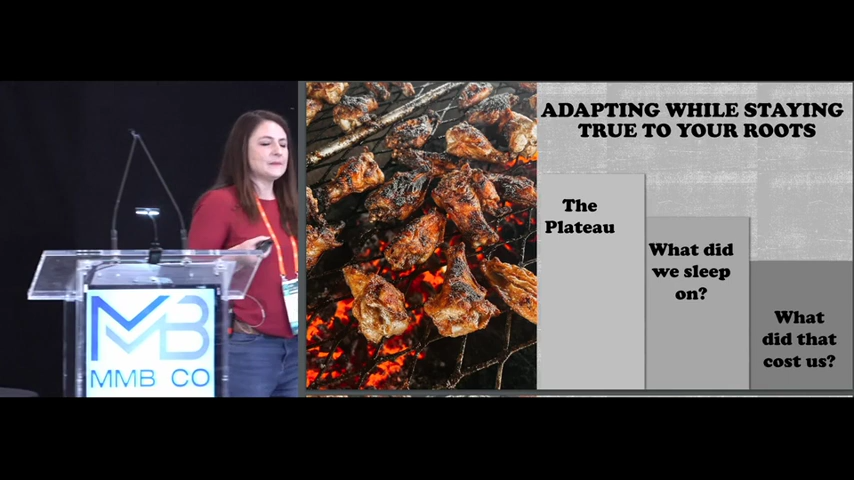 ADAPTING WHILE STAYING
TRUE TO YOUR ROOTS
The
Plateau
What did
we sleep
on?
What
did that
cost us?
MB
MMB CO